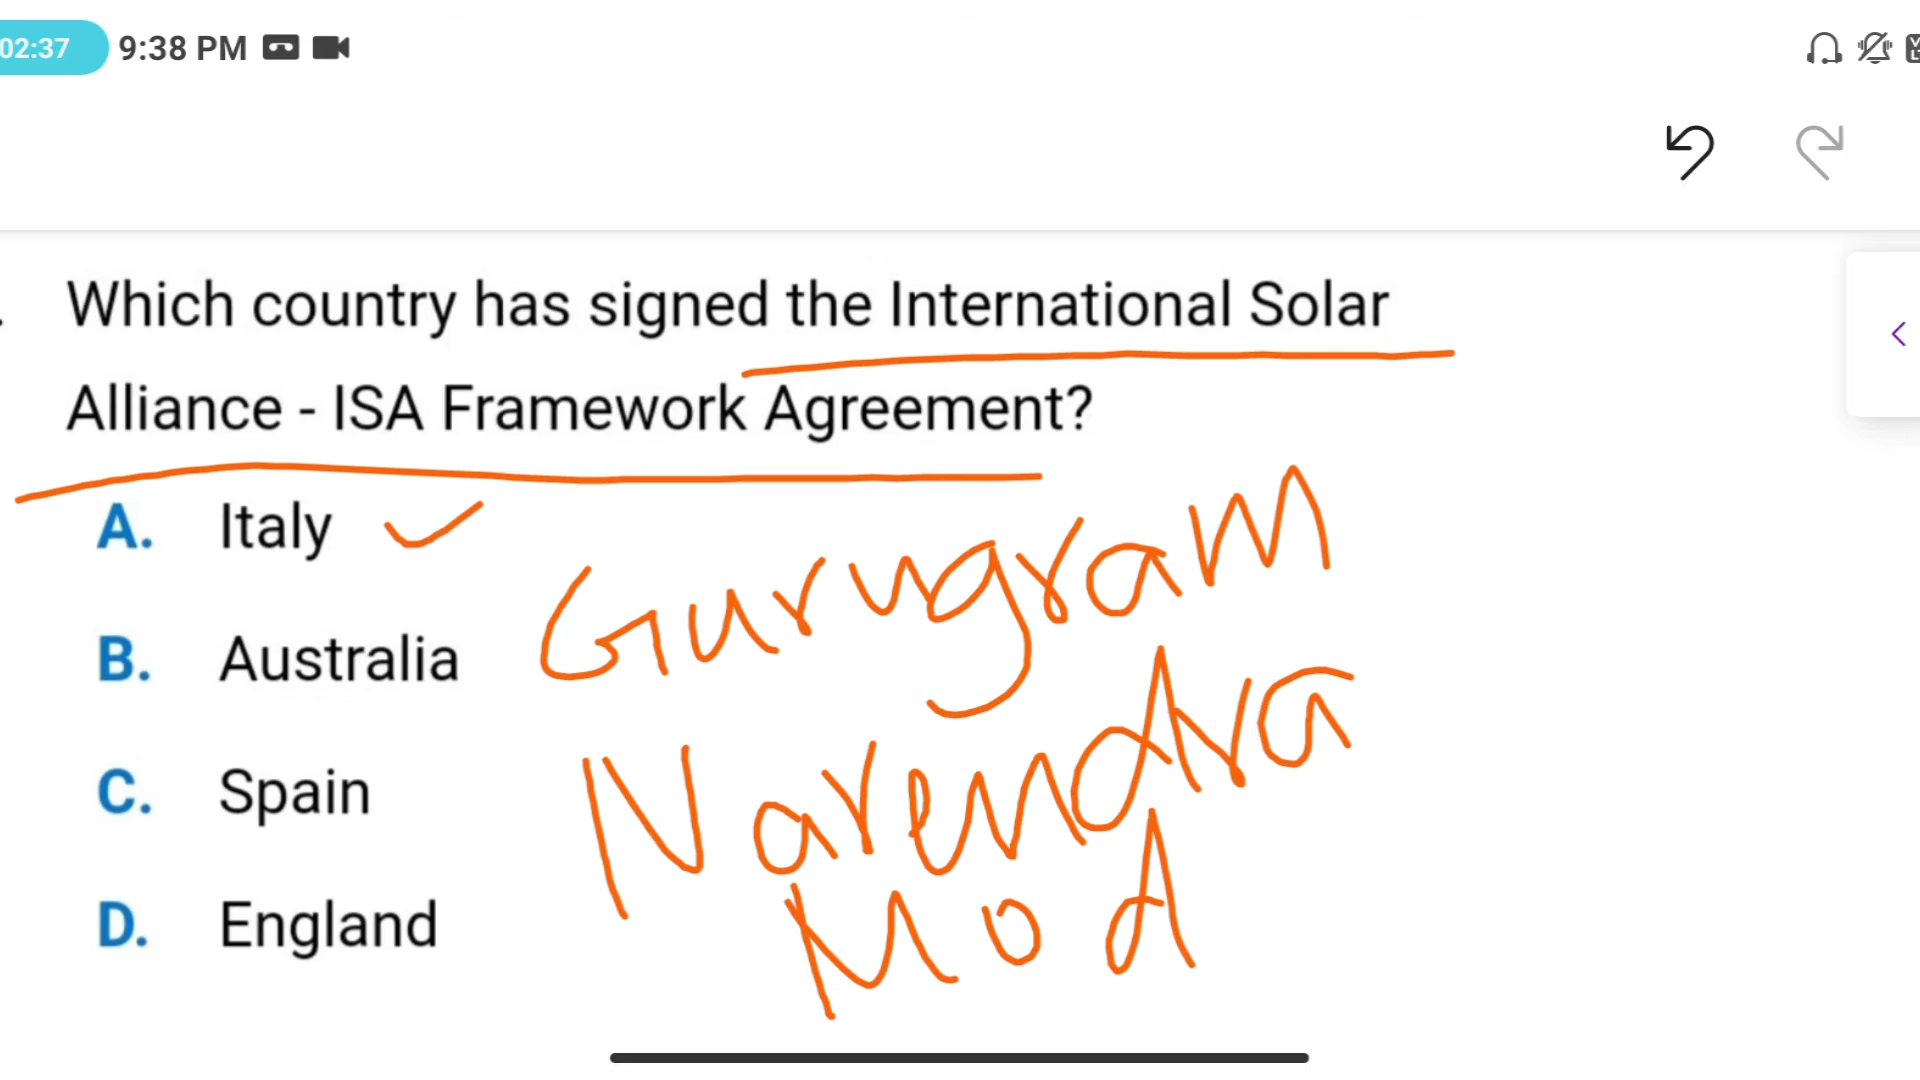 02:37 9:38 PM
Which country has signed the International Solar
Alliance - ISA Framework Agreement?
A. Italy
B. Australia
C. Spain
D. England
Gurugram
Narendra
Mod